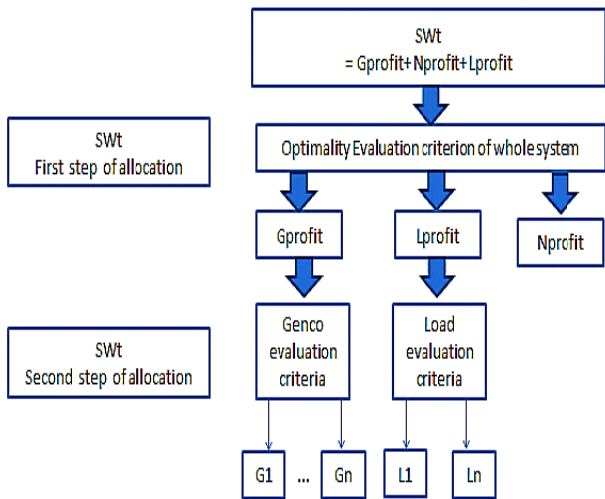 SWt
= Gprofit+ Nprofit+ Lprofit
SWt
First step of allocation
Optimality Evaluation criterion of whole system
Gprofit
Lprofit
Nprofit
SWt
Second step of allocation
Genco
evaluation
criteria
Load
evaluation
criteria
G1 ... Gn L1 Ln